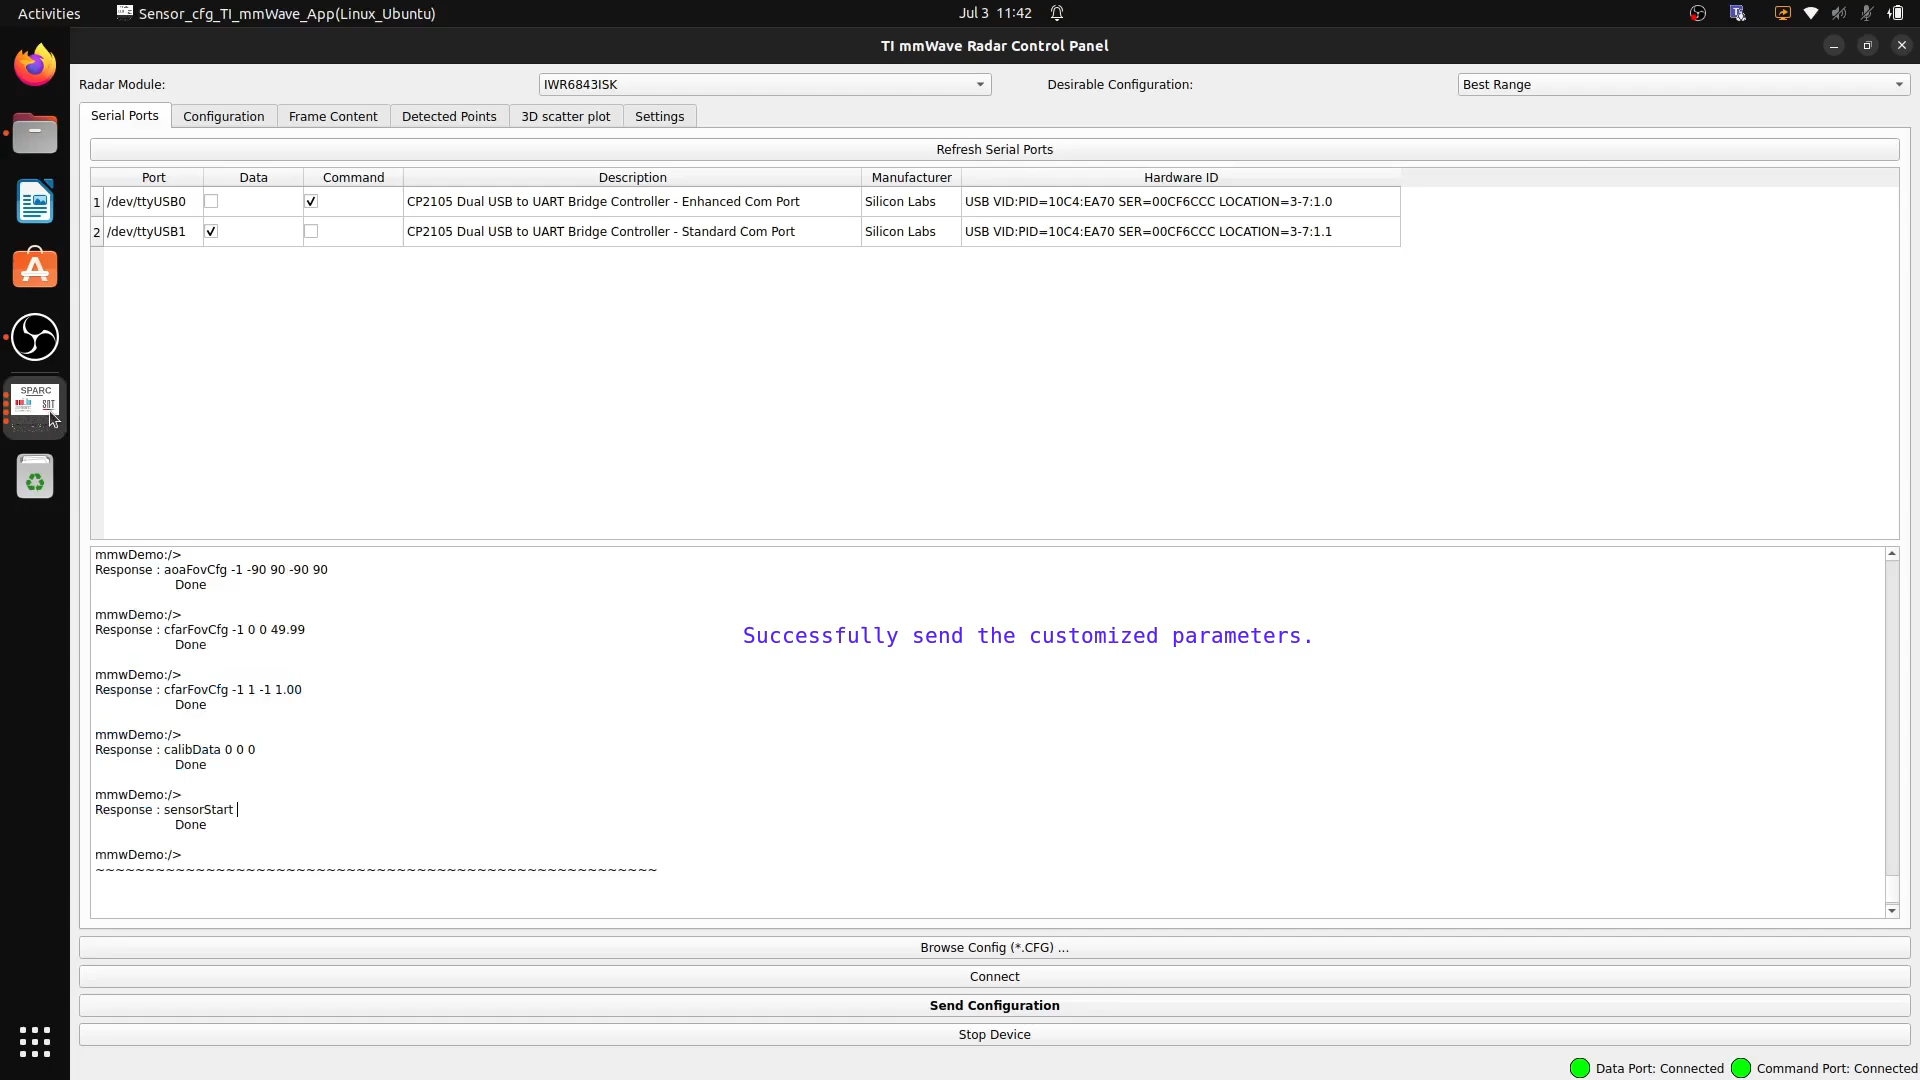 Activities Sensor_cfg_TI_mmWave_App(Linux_Ubuntu) Jul 3 11:42
TI mmWave Radar Control Panel
Radar Module: IWR6843ISK Desirable Configuration: Best Range
Serial Ports Configuration Frame Content Detected Points 3D scatter plot Settings
Refresh Serial Ports
Port Data Command Description Manufacturer Hardware ID
1 /dev/ttyUSB0 CP2105 Dual USB to UART Bridge Controller - Enhanced Com Port Silicon Labs USB VID:PID=10C4:EA70 SER=00CF6CCC LOCATION=3-7:1.0
2 /dev/ttyUSB1 CP2105 Dual USB to UART Bridge Controller - Standard Com Port Silicon Labs USB VID:PID=10C4:EA70 SER=00CF6CCC LOCATION=3-7:1.1
SPARC
SNT
mmwDemo:/>
Response : aoaFovCfg -1 -90 90 -90 90
Done
mmwDemo:/>
Response : cfarFovCfg -1 0 0 49.99
Done
Successfully send the customized parameters.
mmwDemo:/>
Response : cfarFovCfg -1 1 -1 1.00
Done
mmwDemo:/>
Response : calibData 0 0 0
Done
mmwDemo:/>
Response : sensorStart
Done
mmwDemo:/>
~~~~~~~~~~~~~~~~~~~~~~~~~~~~~~~~~~~~~~~~~~~~~~~~~~~~~~~~
Browse Config (*.CFG) ...
Connect
Send Configuration
Stop Device
Data Port: Connected Command Port: Connected